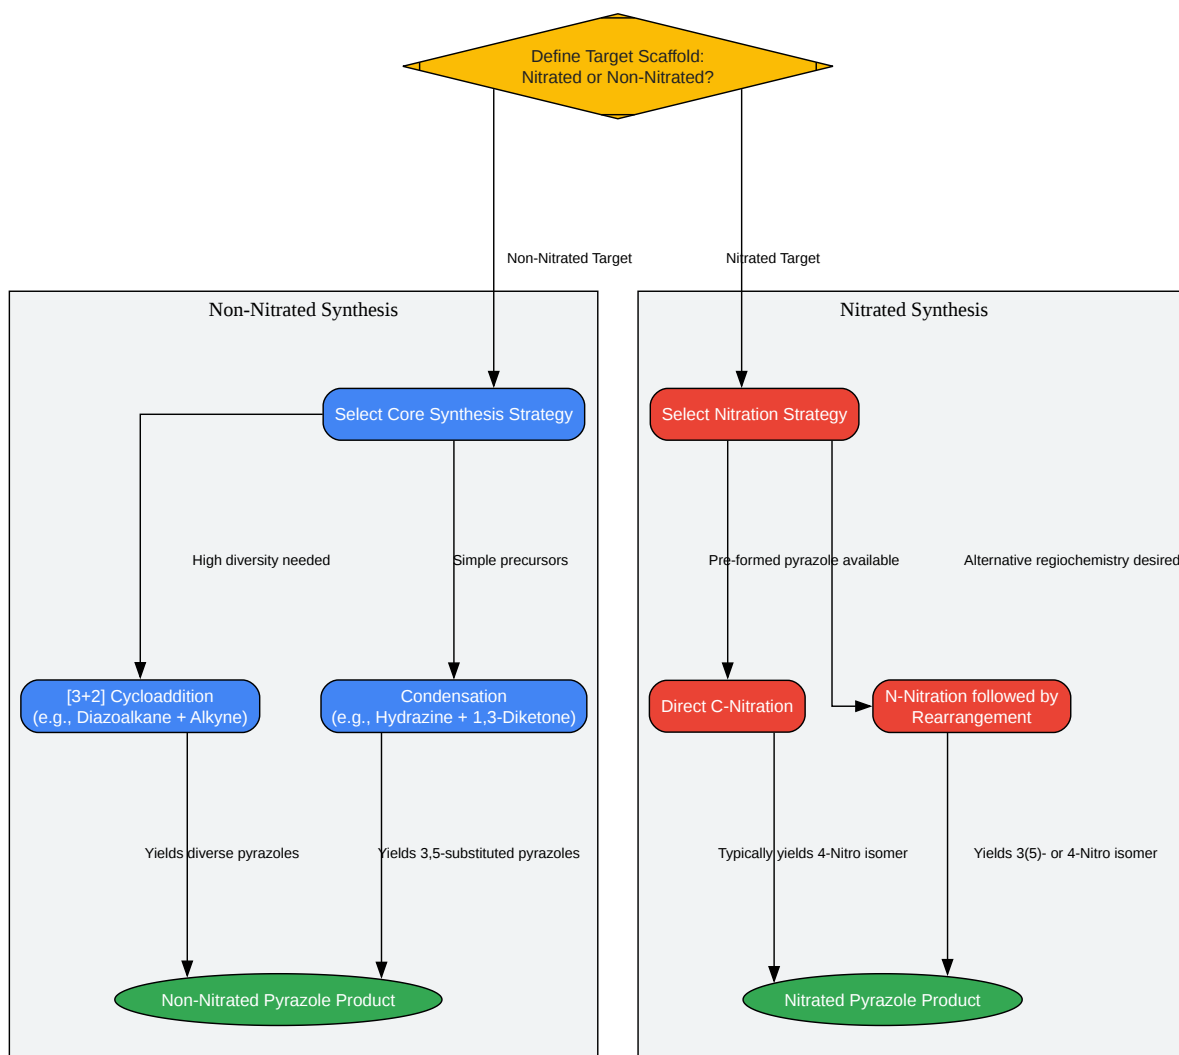 Define Target Scaffold:
Nitrated or Non-Nitrated?
Non-Nitrated Target
Nitrated Target
Non-Nitrated Synthesis
Nitrated Synthesis
Select Core Synthesis Strategy
Select Nitration Strategy
High diversity needed
Simple precursors
Pre-formed pyrazole available
Alternative regiochemistry desired
[3+2] Cycloaddition
(e.g., Diazoalkane + Alkyne)
Condensation
(e.g., Hydrazine + 1,3-Diketone)
Direct C-Nitration
N-Nitration followed by
Rearrangement
Yields diverse pyrazoles
Yields 3,5-substituted pyrazoles
Typically yields 4-Nitro isomer
Yields 3(5)- or 4-Nitro isomer
Non-Nitrated Pyrazole Product
Nitrated Pyrazole Product